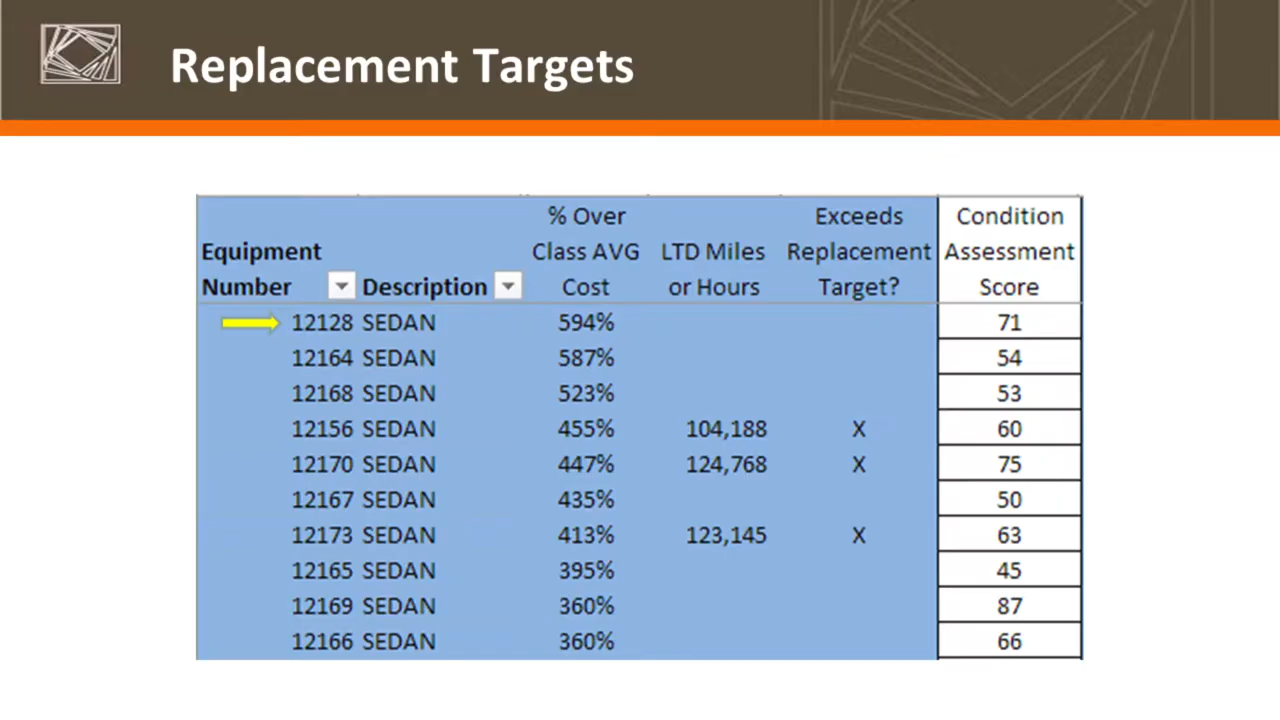 Replacement Targets
% Over Exceeds Condition
Equipment Class AVG LTD Miles Replacement Assessment
Number Description Cost or Hours Target? Score
12128 SEDAN 594% 71
12164 SEDAN 587% 54
12168 SEDAN 523% 53
12156 SEDAN 455% 104,188 X 60
12170 SEDAN 447% 124,768 X 75
12167 SEDAN 435% 50
12173 SEDAN 413% 123,145 X 63
12165 SEDAN 395% 45
12169 SEDAN 360% 87
12166 SEDAN 360% 66